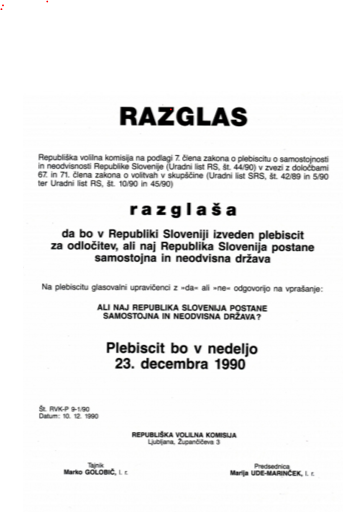 RAZGLAS
Republiška volilna komisija na podlagi 7. člena zakona o plebiscitu o samostojnosti
in neodvisnosti Republike Slovenije (Uradni list RS, št. 44/90) v zvezi z določbami
67. in 71. člena zakona o volitvah v skupščine (Uradni list SRS, št. 42/89 in 5/90
ter Uradni list RS, št. 10/90 in 45/90)
razglaša
da bo v Republiki Sloveniji izveden plebiscit
za odločitev, ali naj Republika Slovenija postane
samostojna in neodvisna država
Na plebiscitu glasovalni upravičenci z »da« ali »ne« odgovorijo na vprašanje:
ALI NAJ REPUBLIKA SLOVENIJA POSTANE
SAMOSTOJNA IN NEODVISNA DRŽAVA?
Plebiscit bo v nedeljo
23. decembra 1990
Št. RVK-P 9-1/90
Datum: 10. 12. 1990
REPUBLIŠKA VOLILNA KOMISIJA
Ljubljana, Župančičeva 3
Tajnik
Marko GOLOBIČ, l. r.
Predsednica
Marija UDE-MARINČEK, l. r.